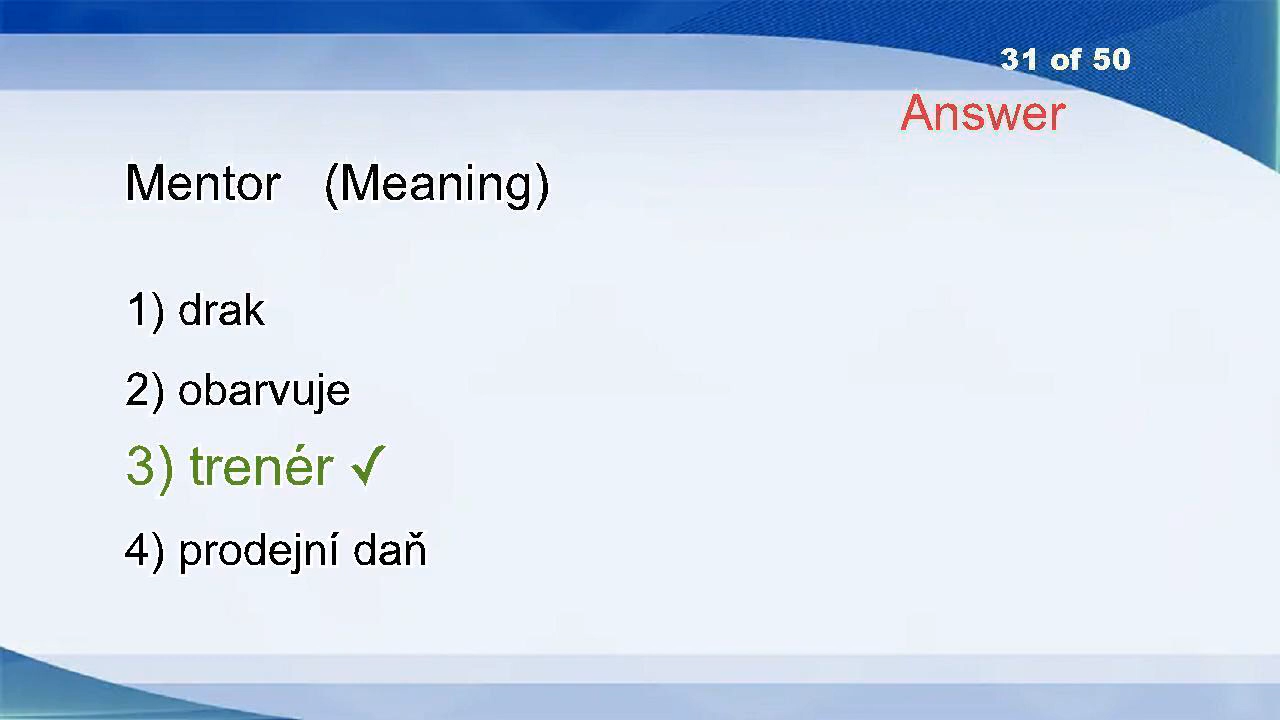 31 of 50
Answer
Mentor (Meaning)
1) drak
2) obarvuje
3) trenér ✓
4) prodejní daň